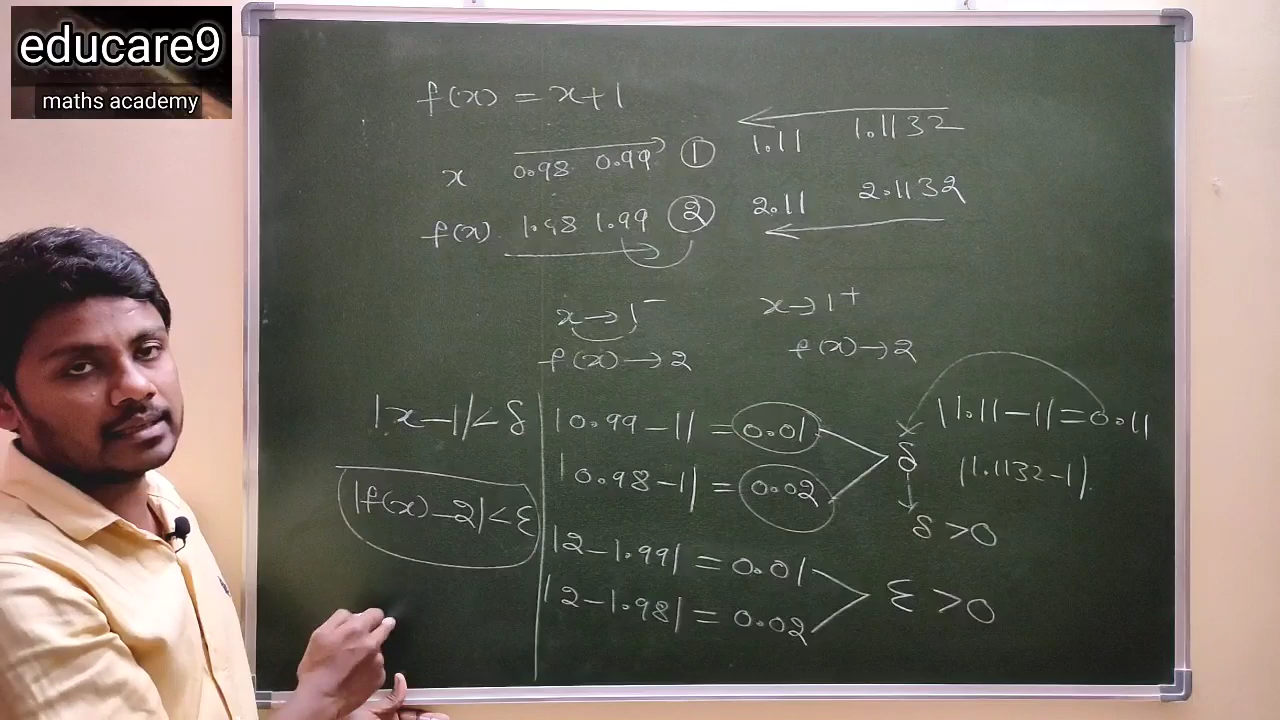 educare9
maths academy
f(x) = x+1
x 0.98 0.99 1 1.11 1.1132
f(x) 1.98 1.99 2 2.11 2.1132
x→1⁻ x→1⁺
f(x)→2 f(x)→2
|x-1|<δ |0.99-1| = 0.01 |1.11-1|=0.11
|0.98-1| = 0.02 δ |1.1132-1|
|f(x)-2|<ε δ>0
|2-1.99| = 0.01
|2-1.98| = 0.02 ε>0